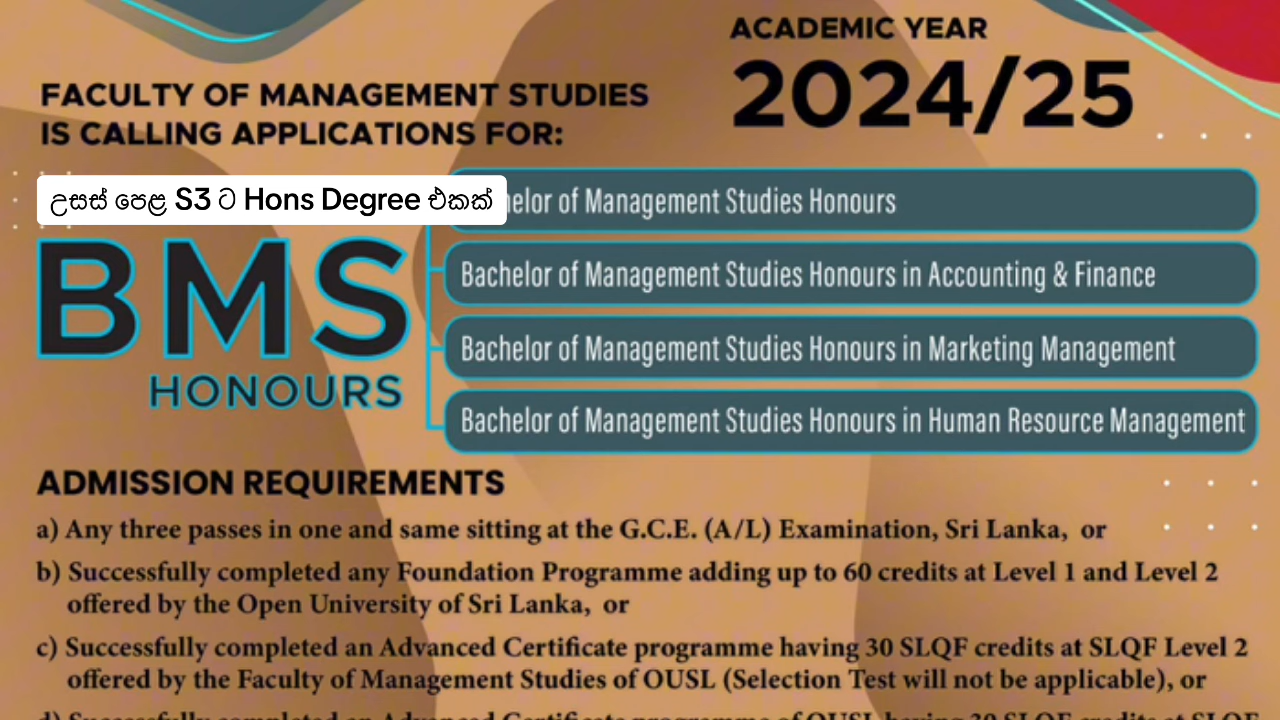 ACADEMIC YEAR
2024/25
FACULTY OF MANAGEMENT STUDIES
IS CALLING APPLICATIONS FOR:
උසස් පෙළ S3 ට Hons Degree එකක්
of Management Studies Honours
BMS
HONOURS
Bachelor of Management Studies Honours in Accounting & Finance
Bachelor of Management Studies Honours in Marketing Management
Bachelor of Management Studies Honours in Human Resource Management
ADMISSION REQUIREMENTS
a) Any three passes in one and same sitting at the G.C.E. (A/L) Examination, Sri Lanka, or
b) Successfully completed any Foundation Programme adding up to 60 credits at Level 1 and Level 2
offered by the Open University of Sri Lanka, or
c) Successfully completed an Advanced Certificate programme having 30 SLQF credits at SLQF Level 2
offered by the Faculty of Management Studies of OUSL (Selection Test will not be applicable), or